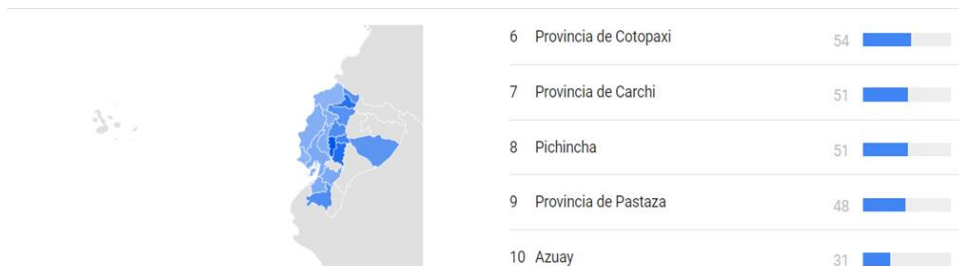 6 Provincia de Cotopaxi 54
7 Provincia de Carchi 51
8 Pichincha 51
9 Provincia de Pastaza 48
10 Azuay 31